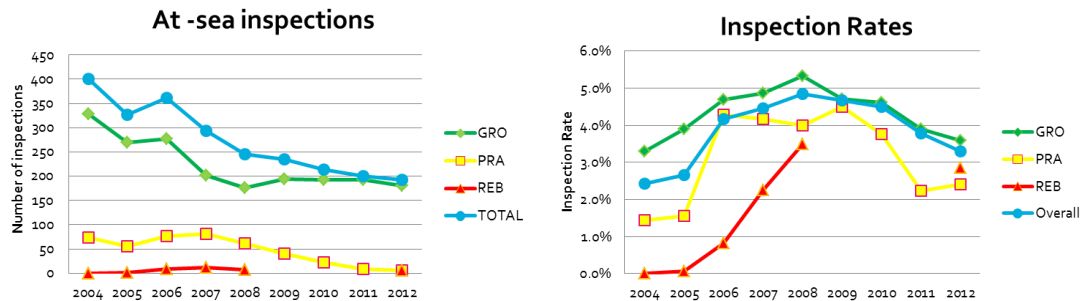 At -sea inspections
Number of inspections
450
400
350
300
250
200
150
100
50
0
2004 2005 2006 2007 2008 2009 2010 2011 2012
GRO
PRA
REB
TOTAL
Inspection Rates
Inspection Rate
6.0%
5.0%
4.0%
3.0%
2.0%
1.0%
0.0%
2004 2005 2006 2007 2008 2009 2010 2011 2012
GRO
PRA
REB
Overall